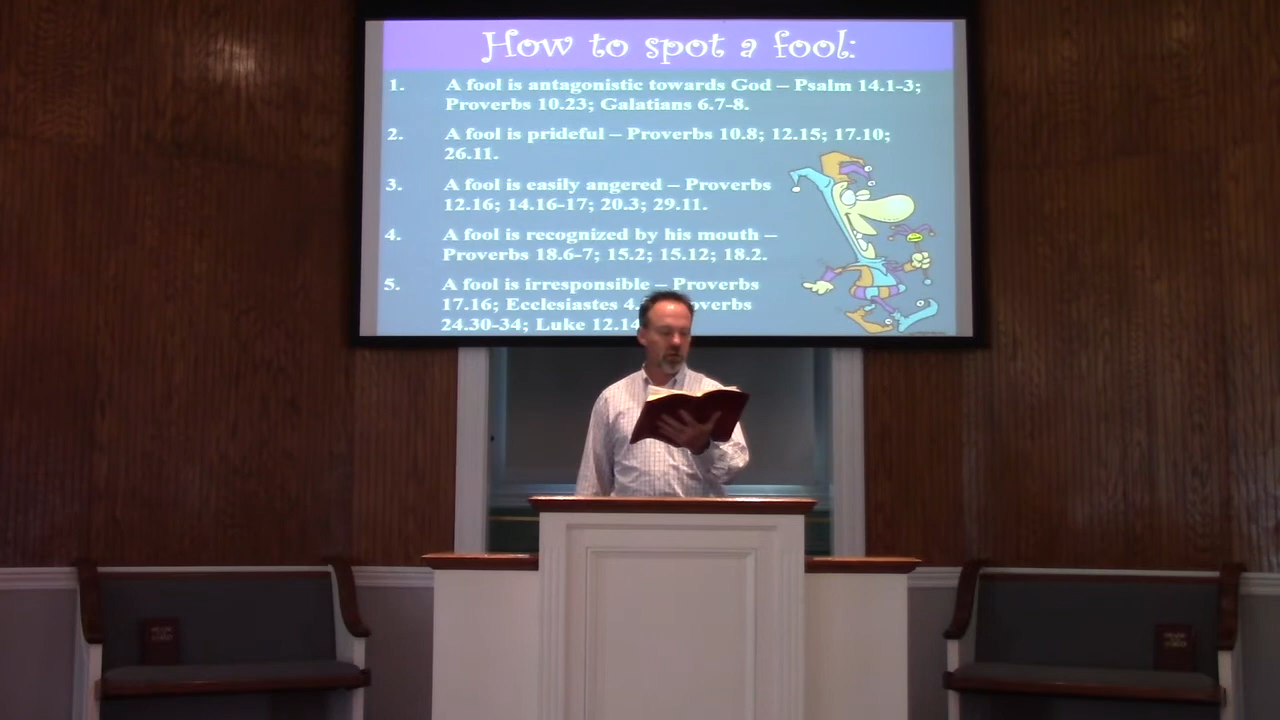 How to spot a fool:
1. A fool is antagonistic towards God – Psalm 14.1-3;
Proverbs 10.23; Galatians 6.7-8.
2. A fool is prideful – Proverbs 10.8; 12.15; 17.10;
26.11.
3. A fool is easily angered – Proverbs
12.16; 14.16-17; 20.3; 29.11.
4. A fool is recognized by his mouth –
Proverbs 18.6-7; 15.2; 15.12; 18.2.
5. A fool is irresponsible – Proverbs
17.16; Ecclesiastes 4. overbs
24.30-34; Luke 12.14